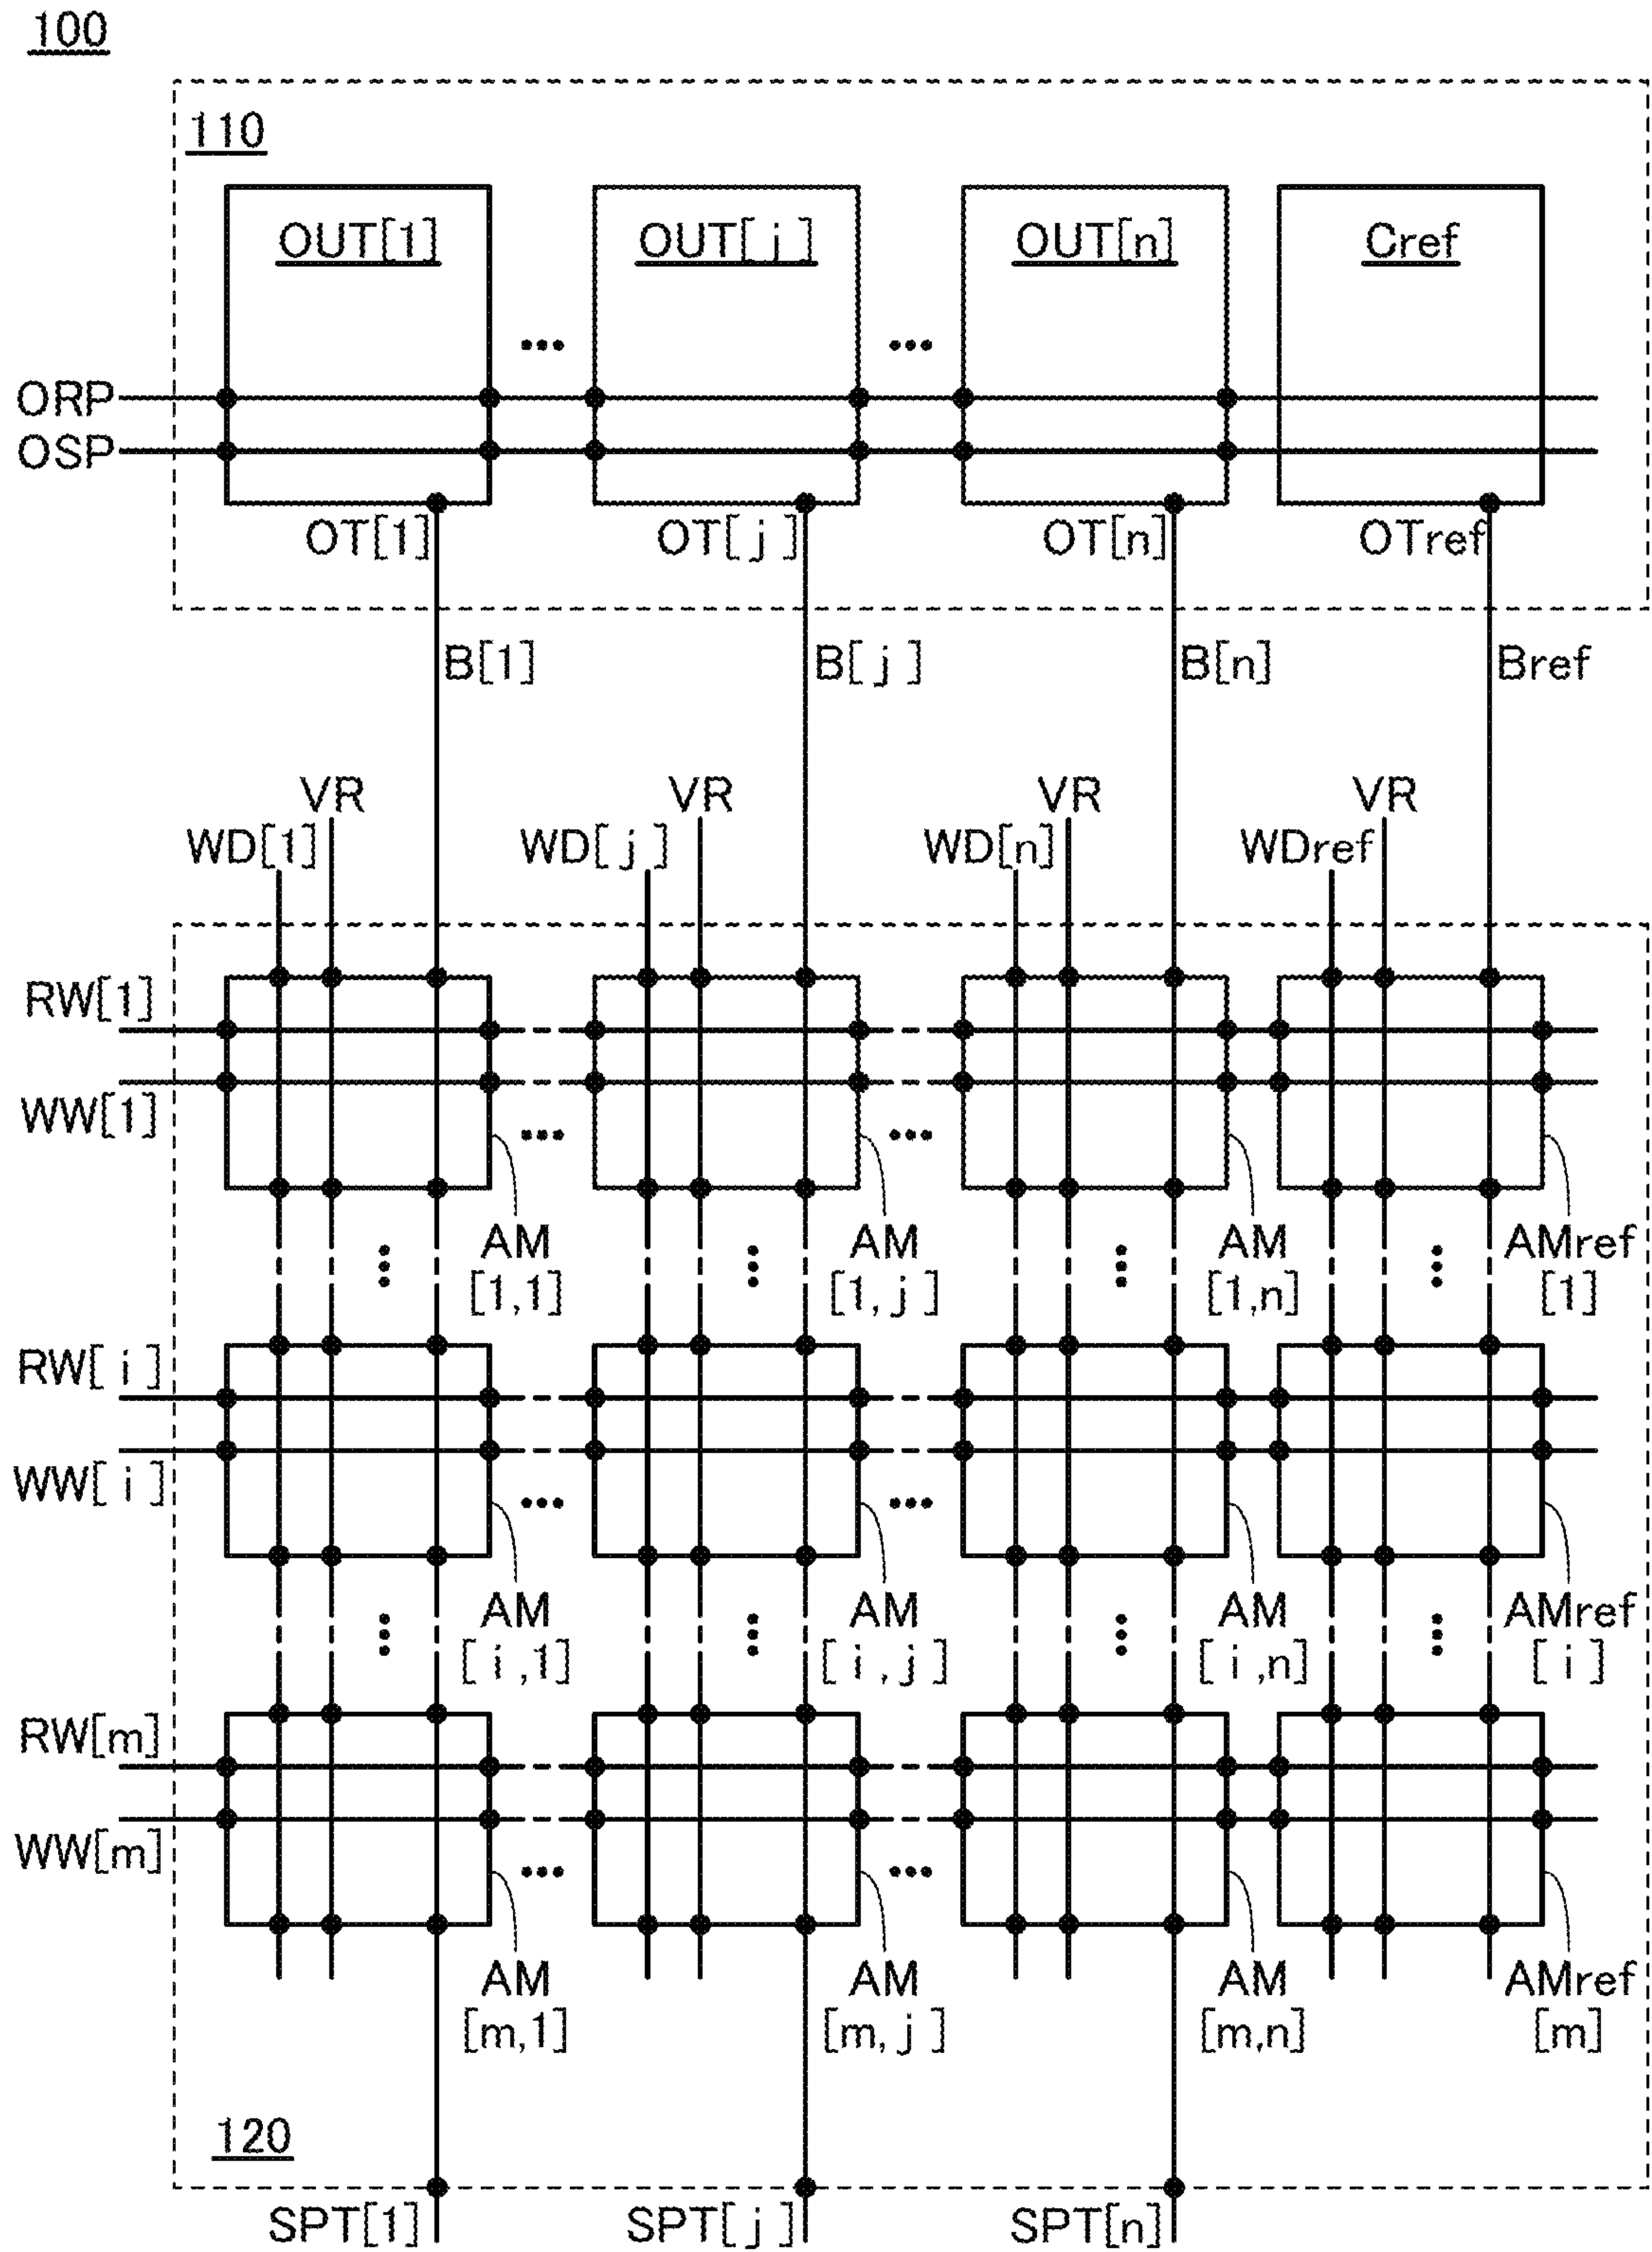 100
110
OUT[1] OUT[j] OUT[n] Cref
ORP
OSP
OT[1] OT[j] OT[n] OTref
B[1] B[j] B[n] Bref
VR VR VR VR
WD[1] WD[j] WD[n] WDref
RW[1]
WW[1]
AM AM AM AMref
[1,1] [1,j] [1,n] [1]
RW[i]
WW[i]
AM AM AM AMref
[i,1] [i,j] [i,n] [i]
RW[m]
WW[m]
AM AM AM AMref
[m,1] [m,j] [m,n] [m]
120
SPT[1] SPT[j] SPT[n]